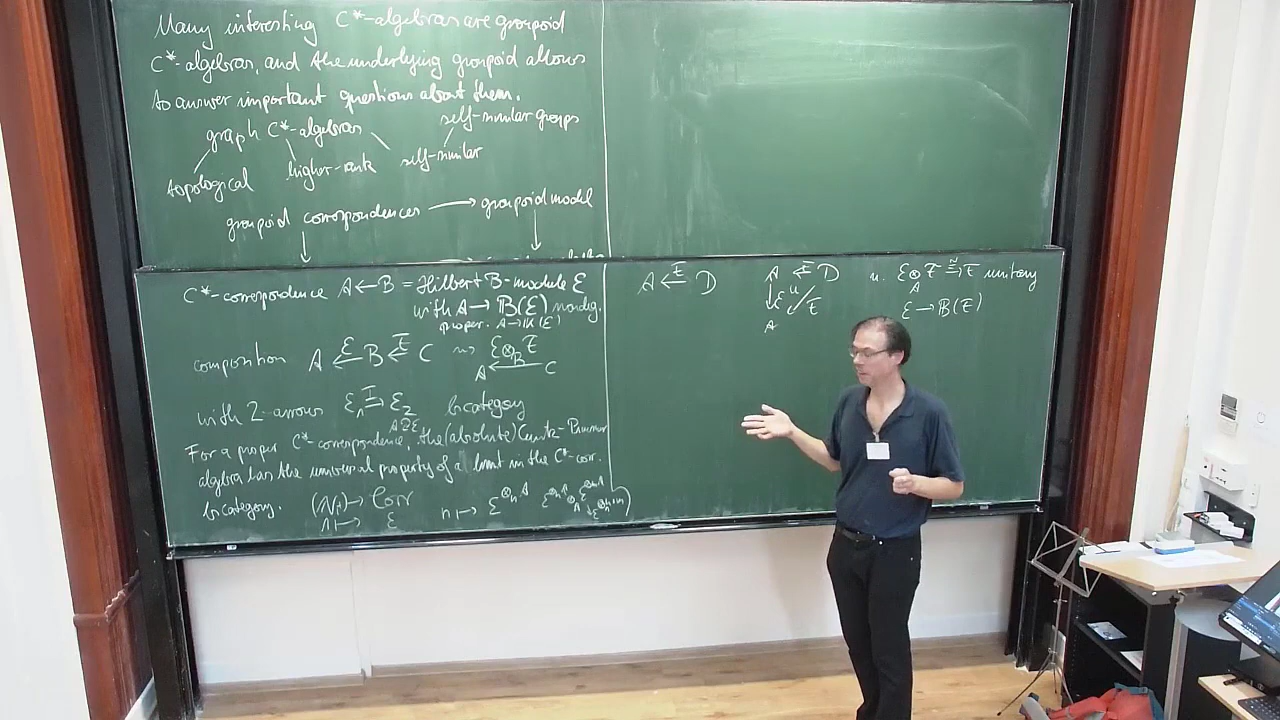 Many interesting C*-algebras are groupoid
C*-algebras, and the underlying groupoid allows
to answer important questions about them.
graph C*-algebras self-similar groups
topological higher-rank self-similar
groupoid correspondences → groupoid model
C*-correspondence A ← B = Hilbert B-module ℰ
with A → 𝔹(ℰ) nondeg.
proper: A → 𝕂(ℰ)
composition A ←ℰ B ←ℱ C ⇝ ℰ ⊗_B ℱ
A ← C
with 2-arrows ℰ₁ ⇒ ℰ₂ bicategory
For a proper C*-correspondence, the (absolute) Cuntz-Pimsner
algebra has the universal property of a limit in the C*-corr.
bicategory. (ℕ,+) → Corr n ↦ ℰ^{⊗_A n}
1 ↦ ℰ
A ←ℱ D
A ←ℱ D
↓ℰ u ↙ℱ
A
u: ℰ ⊗_A ℱ ≅ ℱ unitary
ℰ → 𝔹(ℱ)